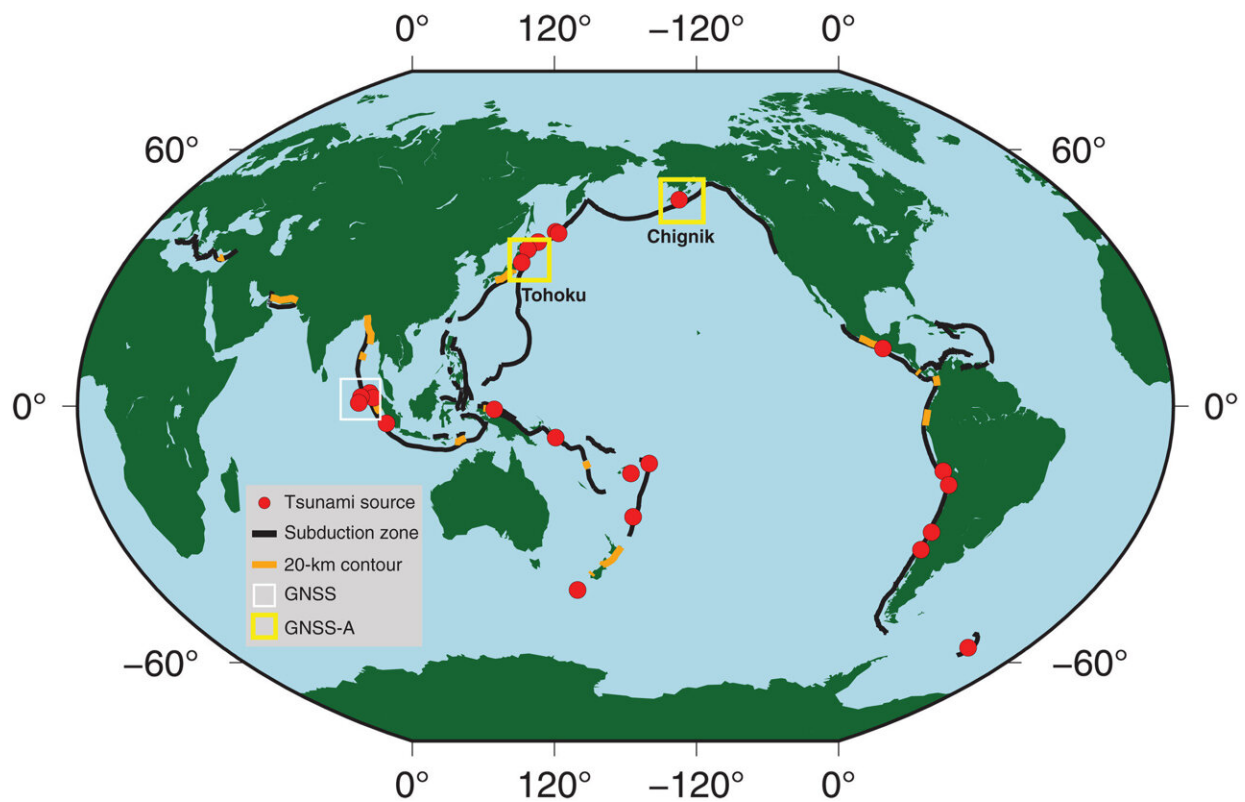 0° 120° −120° 0°
60° 60°
Chignik
Tohoku
0° 0°
Tsunami source
Subduction zone
20-km contour
GNSS
GNSS-A
−60° −60°
0° 120° −120° 0°